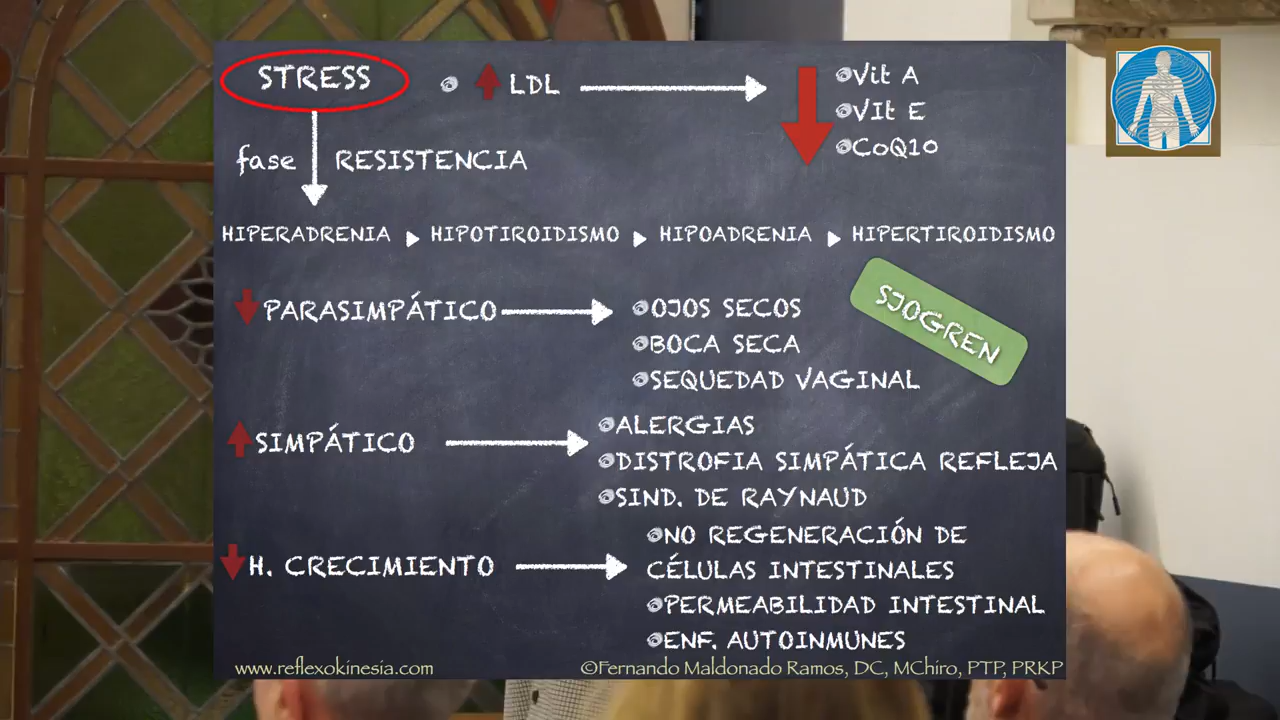 STRESS
LDL
Vit A
VIt E
CoQ10
fase RESISTENCIA
HIPERADRENIA HIPOTIROIDISMO HIPOADRENIA HIPERTIROIDISMO
SJOGREN
PARASIMPÁTICO
OJOS SECOS
BOCA SECA
SEQUEDAD VAGINAL
SIMPÁTICO
ALERGIAS
DISTROFIA SIMPÁTICA REFLEJA
SIND. DE RAYNAUD
H. CRECIMIENTO
NO REGENERACIÓN DE
CÉLULAS INTESTINALES
PERMEABILIDAD INTESTINAL
ENF. AUTOINMUNES
www.reflexokinesia.com ©Fernando Maldonado Ramos, DC, MChiro, PTP, PRKP